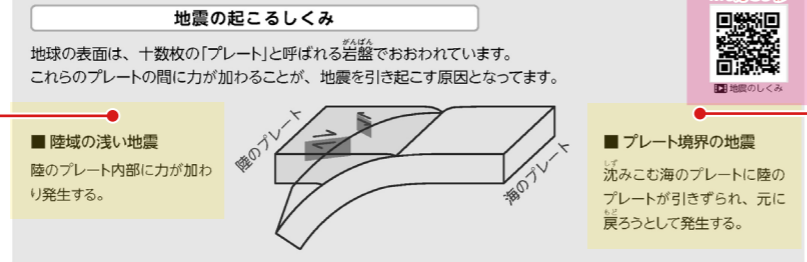 地震の起こるしくみ
地球の表面は、十数枚の「プレート」と呼ばれる岩盤でおおわれています。
がんばん
これらのプレートの間に力が加わることが、地震を引き起こす原因となってます。
地震のしくみ
■ 陸域の浅い地震
陸のプレート内部に力が加わ
り発生する。
陸のプレート
海のプレート
■ プレート境界の地震
しず
沈みこむ海のプレートに陸の
プレートが引きずられ、元に
もど
戻ろうとして発生する。